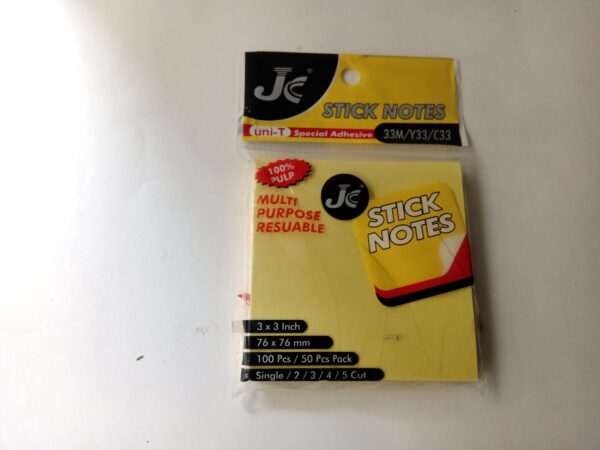 JC
STICK NOTES
uni-T Special Adhesive 33M/Y33/C33
100%
PULP
JC
MULTI
PURPOSE
RESUABLE
STICK
NOTES
3 x 3 Inch
76 x 76 mm
100 Pcs / 50 Pcs Pack
Single / 2 / 3 / 4 / 5 Cut